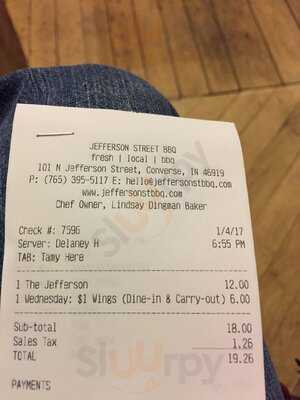 JEFFERSON STREET BBQ
fresh | local | bbq
101 N Jefferson Street, Converse, IN 46919
P: (765) 395-5117 E: hello@jeffersonstbbq.com
www.jeffersonstbbq.com
Chef Owner, Lindsay Dingman Baker
Check #: 7596 1/4/17
Server: Delaney H 6:55 PM
TAB: Tamy Here
1 The Jefferson 12.00
1 Wednesday: $1 Wings (Dine-in & Carry-out) 6.00
Sub-total 18.00
Sales Tax 1.26
TOTAL 19.26
PAYMENTS
sluurpy
sluurpy